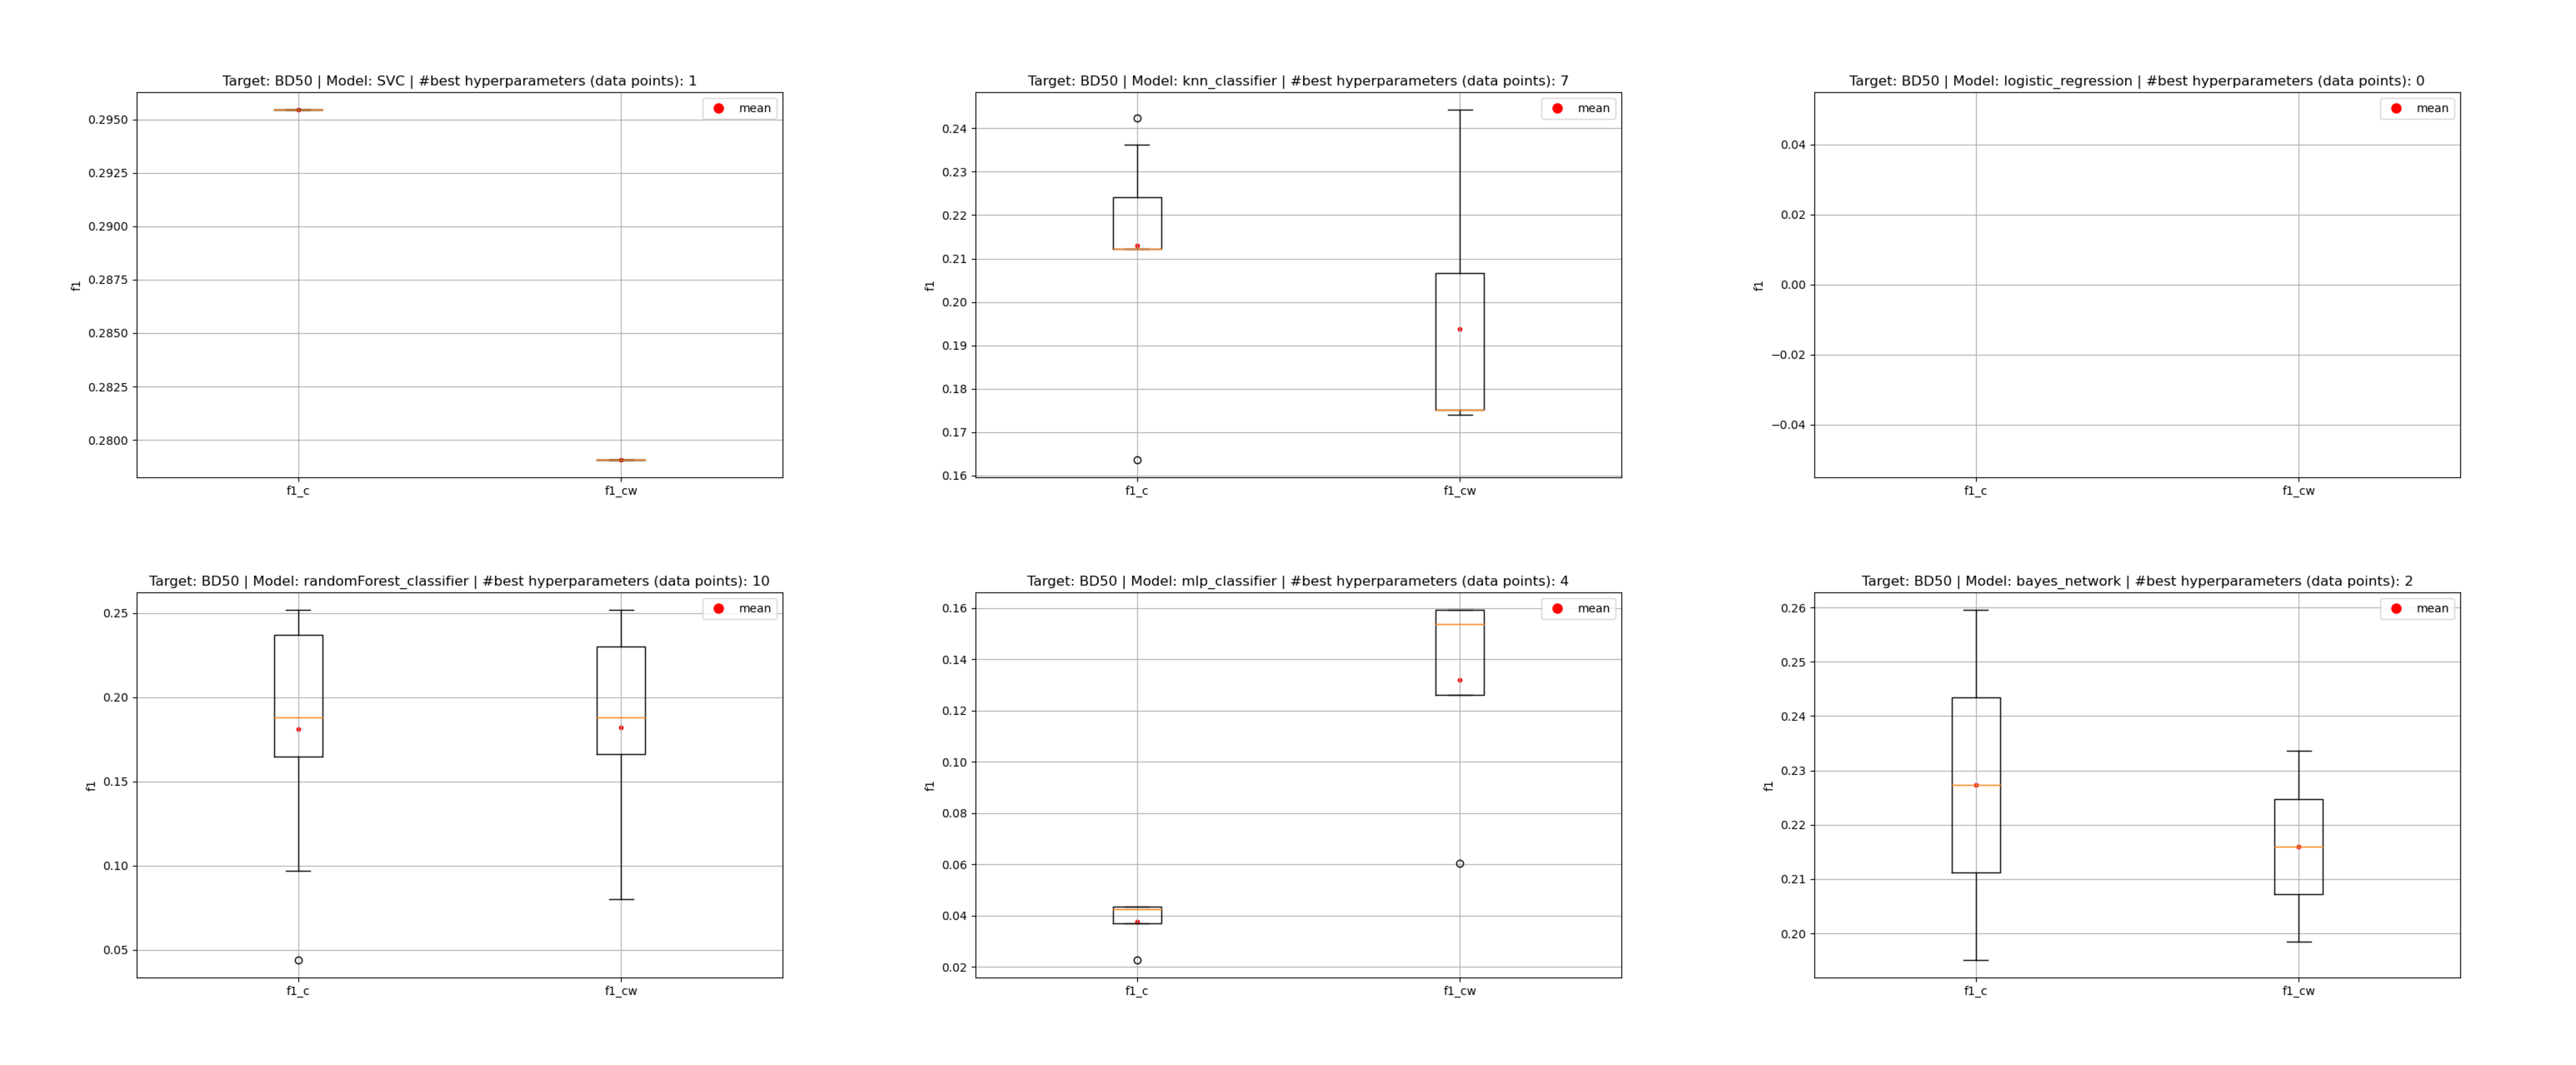 Target: BD50 | Model: SVC | #best hyperparameters (data points): 1
mean
0.2950
0.2925
0.2900
0.2875
0.2850
0.2825
0.2800
f1
f1_c
f1_cw
Target: BD50 | Model: knn_classifier | #best hyperparameters (data points): 7
mean
0.24
0.23
0.22
0.21
0.20
0.19
0.18
0.17
0.16
f1
f1_c
f1_cw
Target: BD50 | Model: logistic_regression | #best hyperparameters (data points): 0
mean
0.04
0.02
0.00
−0.02
−0.04
f1
f1_c
f1_cw
Target: BD50 | Model: randomForest_classifier | #best hyperparameters (data points): 10
mean
0.25
0.20
0.15
0.10
0.05
f1
f1_c
f1_cw
Target: BD50 | Model: mlp_classifier | #best hyperparameters (data points): 4
mean
0.16
0.14
0.12
0.10
0.08
0.06
0.04
0.02
f1
f1_c
f1_cw
Target: BD50 | Model: bayes_network | #best hyperparameters (data points): 2
mean
0.26
0.25
0.24
0.23
0.22
0.21
0.20
f1
f1_c
f1_cw